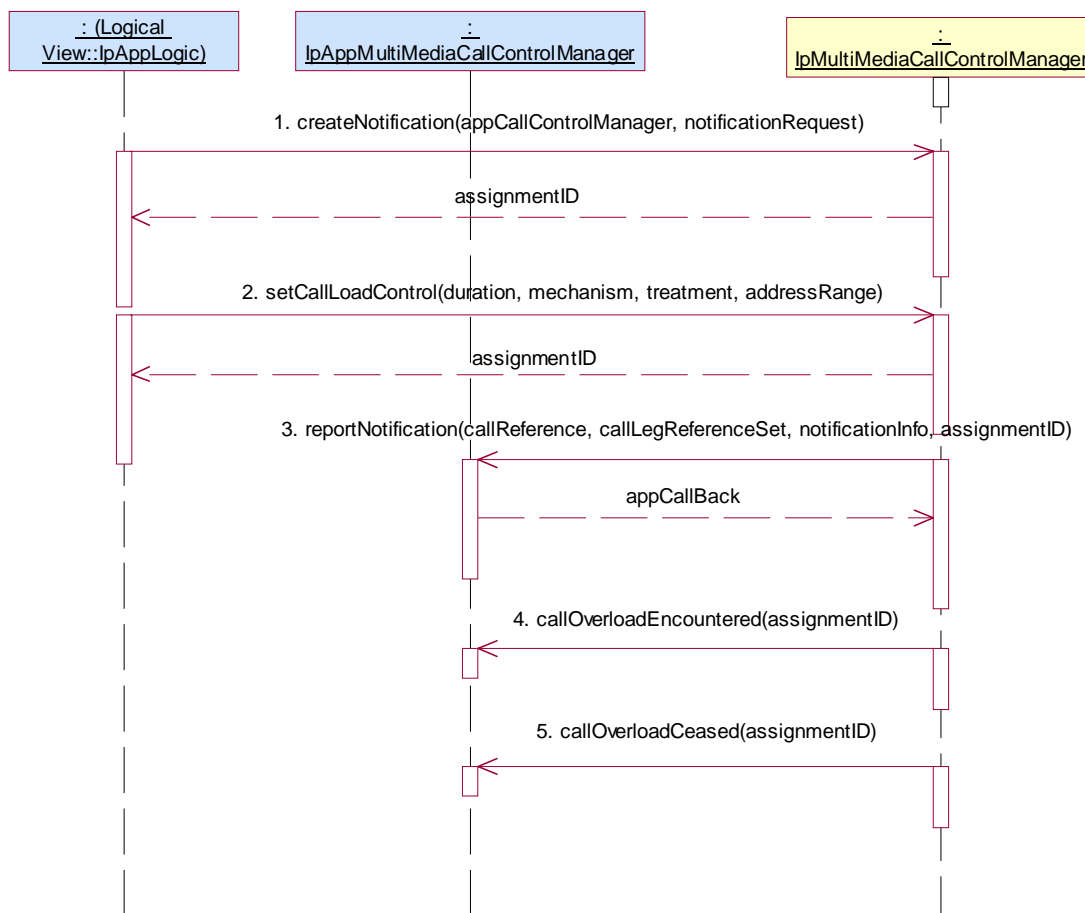 : (Logical
View::IpAppLogic)
:
IpAppMultiMediaCallControlManager
:
IpMultiMediaCallControlManager
1. createNotification(appCallControlManager, notificationRequest)
assignmentID
2. setCallLoadControl(duration, mechanism, treatment, addressRange)
assignmentID
3. reportNotification(callReference, callLegReferenceSet, notificationInfo, assignmentID)
appCallBack
4. callOverloadEncountered(assignmentID)
5. callOverloadCeased(assignmentID)